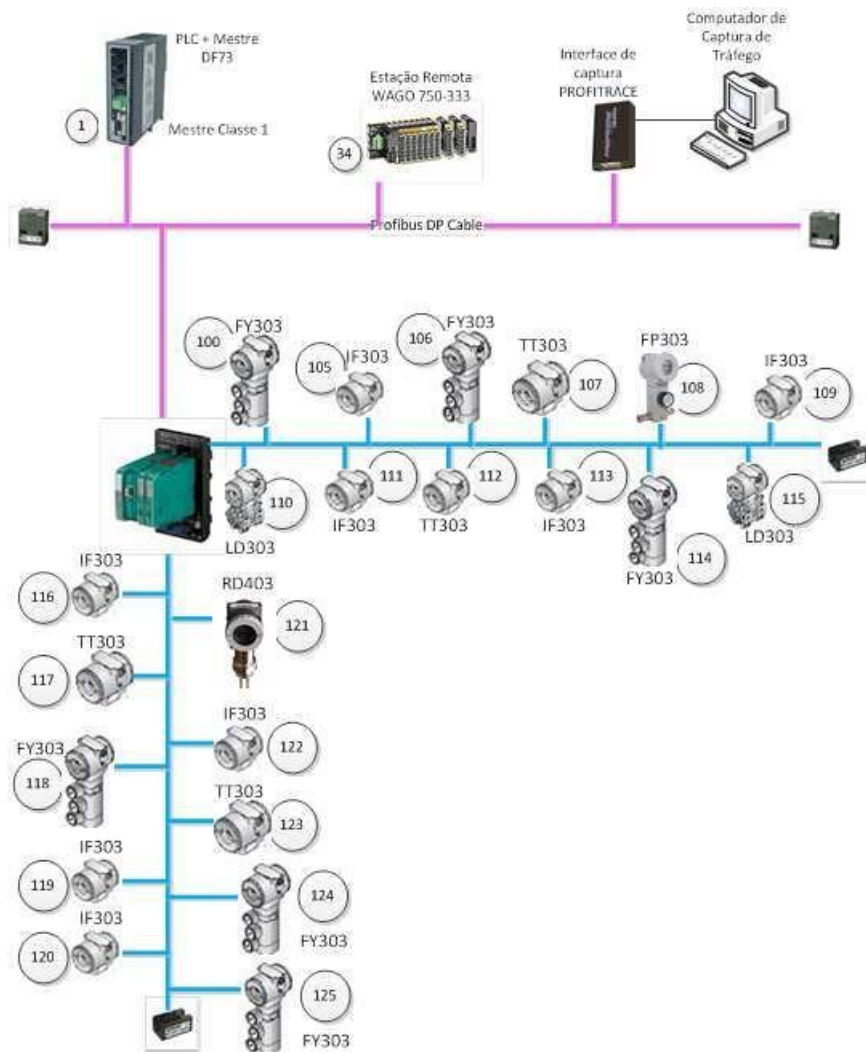 PLC + Mestre
DF73
1
Mestre Classe 1
Estação Remota
WAGO 750-333
34
Interface de
captura
PROFITRACE
Computador de
Captura de
Tráfego
Profibus DP Cable
100
FY303
105
IF303
106
FY303
TT303
107
FP303
108
IF303
109
110
LD303
111
IF303
112
TT303
113
IF303
114
FY303
115
LD303
IF303
116
RD403
121
TT303
117
IF303
122
FY303
118
TT303
123
IF303
119
124
FY303
IF303
120
125
FY303